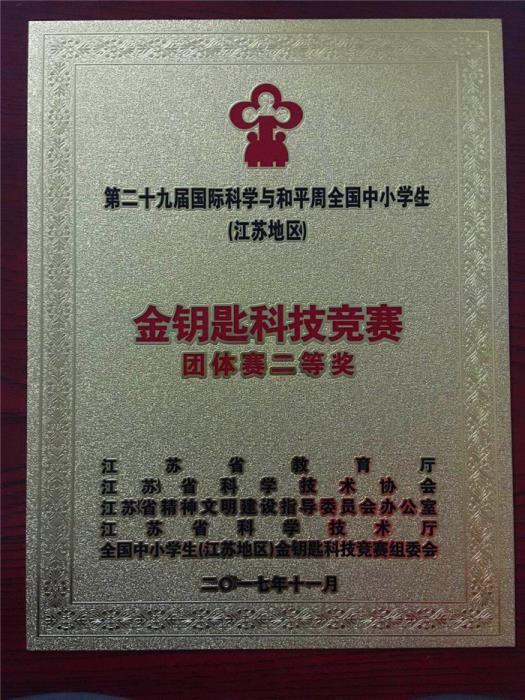 第二十九届国际科学与和平周全国中小学生
(江苏地区)
金钥匙科技竞赛
团体赛二等奖
江苏省教育厅
江苏省科学技术协会
江苏省精神文明建设指导委员会办公室
江苏省科学技术厅
全国中小学生(江苏地区)金钥匙科技竞赛组委会
二〇一七年十一月